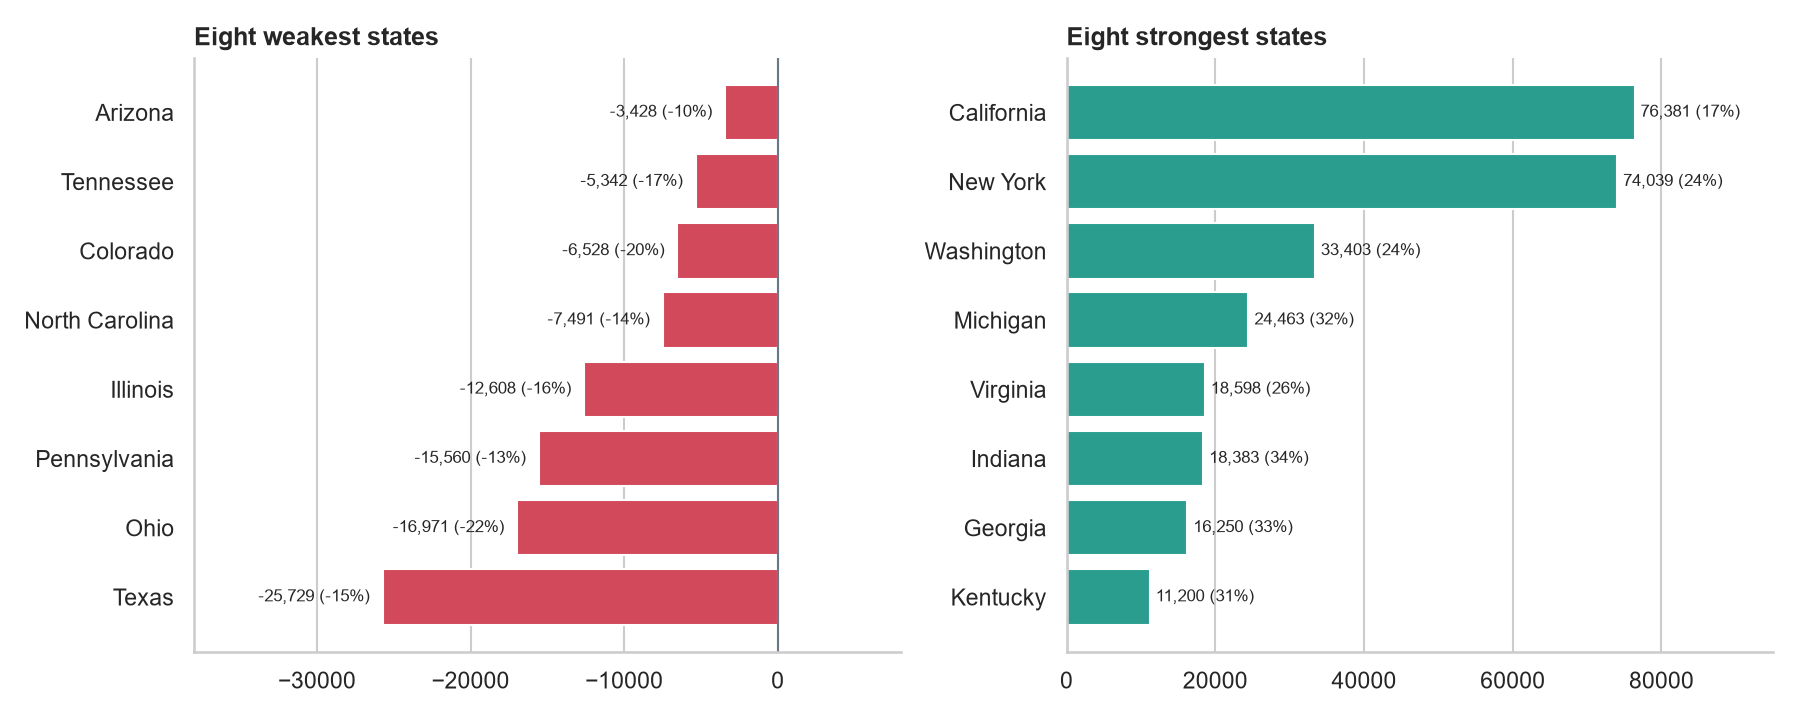 Eight weakest states
Arizona -3,428 (-10%)
Tennessee -5,342 (-17%)
Colorado -6,528 (-20%)
North Carolina -7,491 (-14%)
Illinois -12,608 (-16%)
Pennsylvania -15,560 (-13%)
Ohio -16,971 (-22%)
Texas -25,729 (-15%)
−30000 −20000 −10000 0
Eight strongest states
California 76,381 (17%)
New York 74,039 (24%)
Washington 33,403 (24%)
Michigan 24,463 (32%)
Virginia 18,598 (26%)
Indiana 18,383 (34%)
Georgia 16,250 (33%)
Kentucky 11,200 (31%)
0 20000 40000 60000 80000